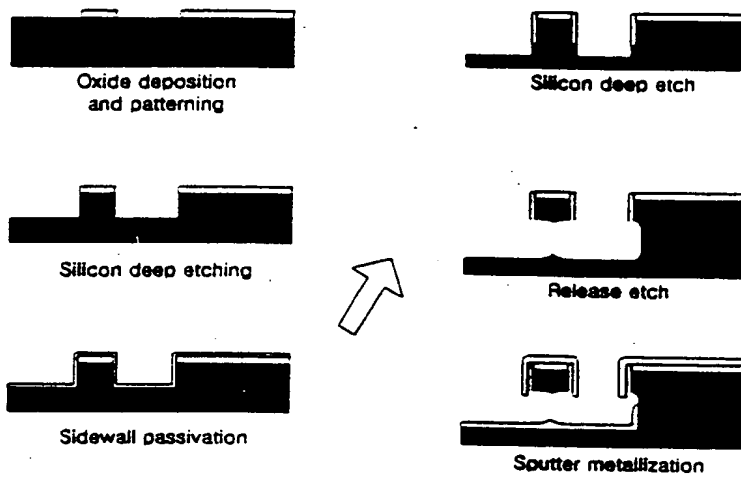 Oxide deposition
and patterning
Silicon deep etching
Sidewall passivation
Silicon deep etch
Release etch
Sputter metallization